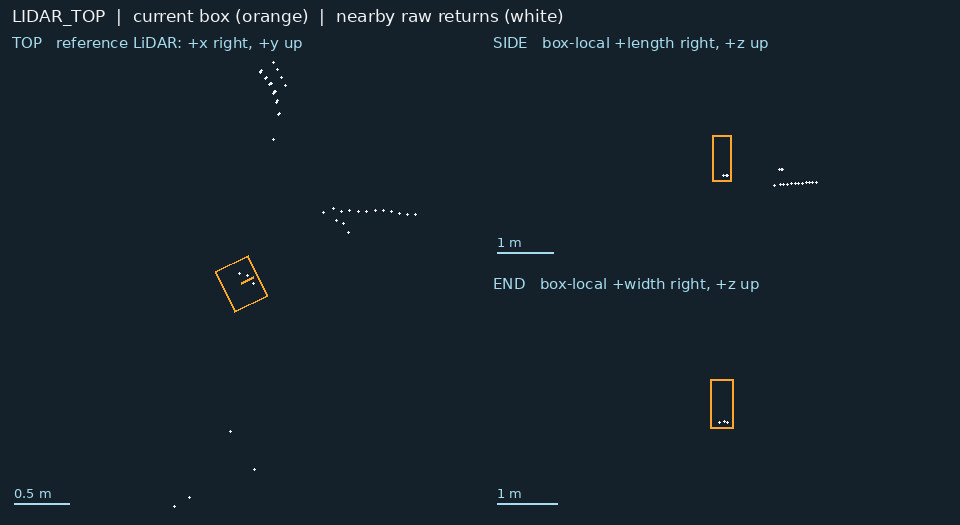 LIDAR_TOP | current box (orange) | nearby raw returns (white)
TOP reference LiDAR: +x right, +y up
SIDE box-local +length right, +z up
1 m
END box-local +width right, +z up
0.5 m
1 m